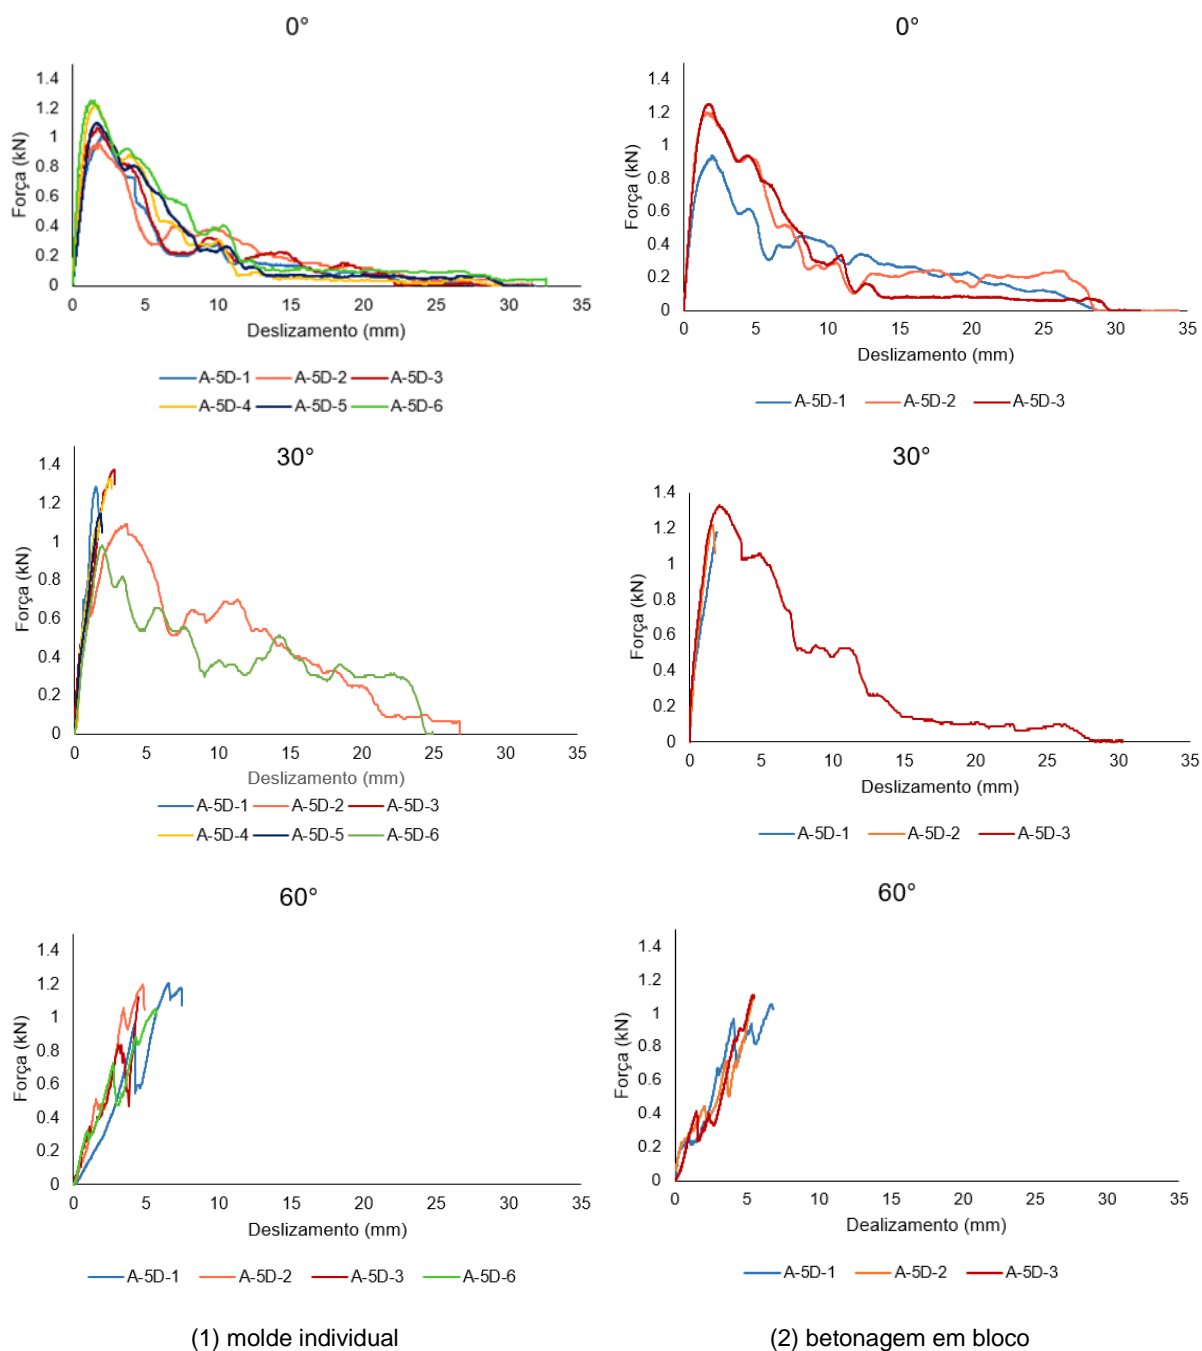 0°
1.4
1.2
1
0.8
0.6
0.4
0.2
0
Força (kN)
0 5 10 15 20 25 30 35
Deslizamento (mm)
A-5D-1 A-5D-2 A-5D-3
A-5D-4 A-5D-5 A-5D-6
0°
1.4
1.2
1
0.8
0.6
0.4
0.2
0
Força (kN)
0 5 10 15 20 25 30 35
Deslizamento (mm)
A-5D-1 A-5D-2 A-5D-3
30°
1.4
1.2
1
0.8
0.6
0.4
0.2
0
Força (kN)
0 5 10 15 20 25 30 35
Deslizamento (mm)
A-5D-1 A-5D-2 A-5D-3
A-5D-4 A-5D-5 A-5D-6
30°
1.4
1.2
1
0.8
0.6
0.4
0.2
0
Força (kN)
0 5 10 15 20 25 30 35
Deslizamento (mm)
A-5D-1 A-5D-2 A-5D-3
60°
1.4
1.2
1
0.8
0.6
0.4
0.2
0
Força (kN)
0 5 10 15 20 25 30 35
Deslizamento (mm)
A-5D-1 A-5D-2 A-5D-3 A-5D-6
60°
1.4
1.2
1
0.8
0.6
0.4
0.2
0
Força (kN)
0 5 10 15 20 25 30 35
Dealizamento (mm)
A-5D-1 A-5D-2 A-5D-3
(1) molde individual
(2) betonagem em bloco